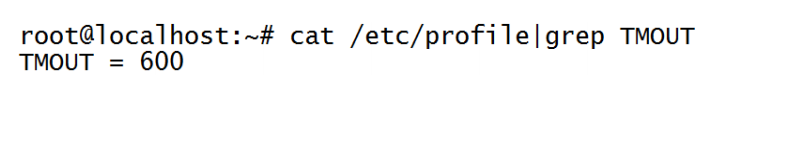 root@localhost:~# cat /etc/profile|grep TMOUT
TMOUT = 600